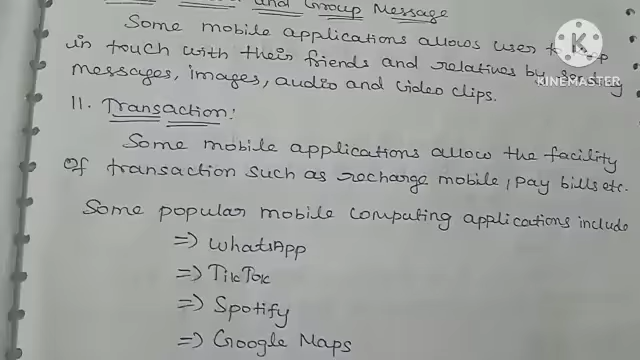 and Group Message
Some mobile applications allows user to
in touch with their friends and relatives by sending
messages, images, audio and video clips.
KINEMASTER
11. Transaction:
Some mobile applications allow the facility
of transaction such as recharge mobile, pay bills etc.
Some popular mobile computing applications include
=> WhatsApp
=> TikTok
=> Spotify
=> Google Maps